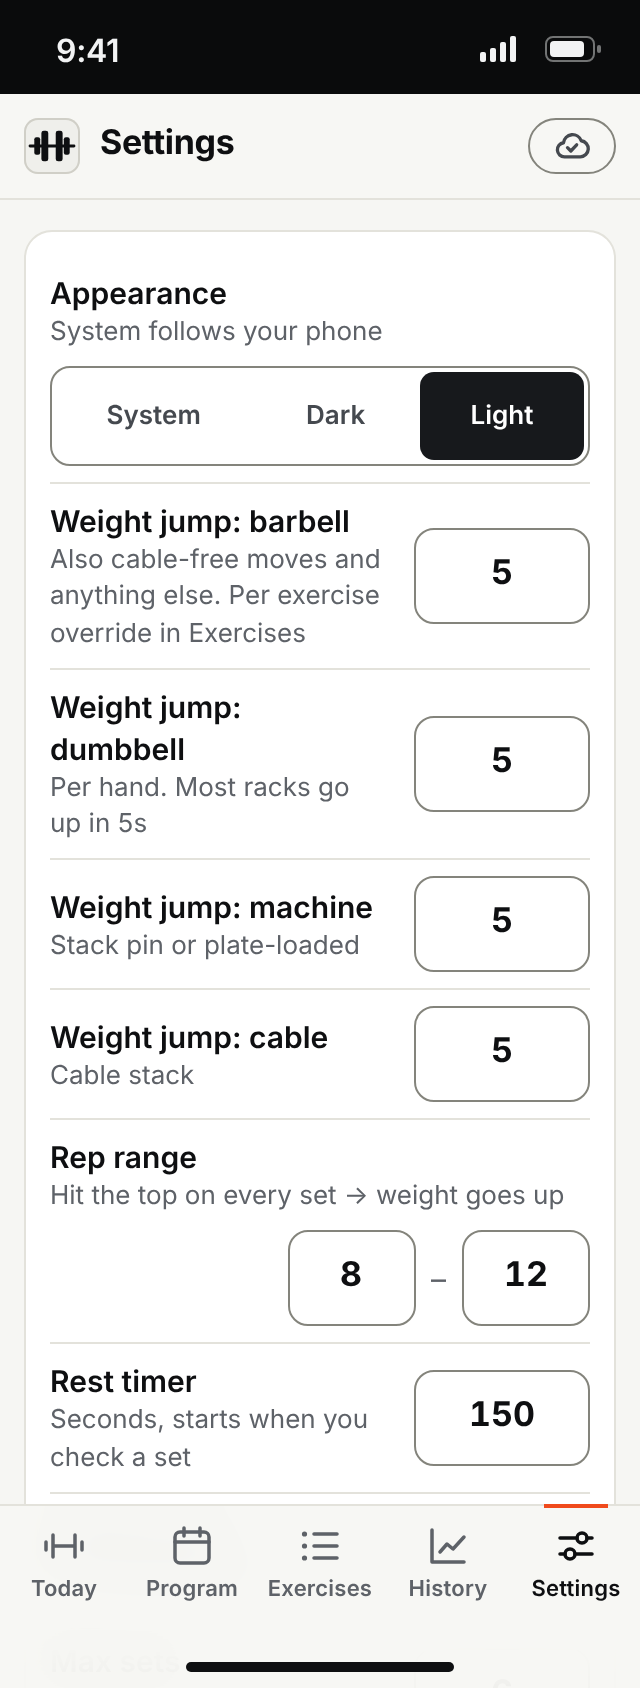 9:41
Settings
Appearance
System follows your phone
System
Dark
Light
Weight jump: barbell
Also cable-free moves and
anything else. Per exercise
override in Exercises
5
Weight jump:
dumbbell
Per hand. Most racks go
up in 5s
5
Weight jump: machine
Stack pin or plate-loaded
5
Weight jump: cable
Cable stack
5
Rep range
Hit the top on every set → weight goes up
8 – 12
Rest timer
Seconds, starts when you
check a set
150
Today
Program
Exercises
History
Settings
Max sets